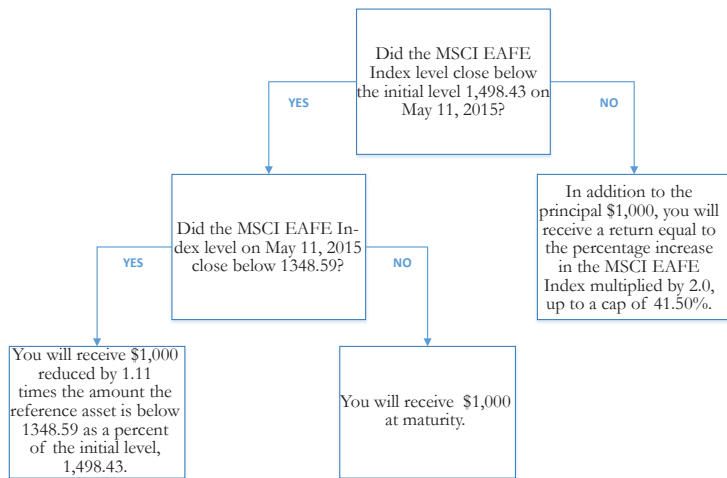 Did the MSCI EAFE
Index level close below
the initial level 1,498.43 on
May 11, 2015?
YES
NO
Did the MSCI EAFE In-
dex level on May 11, 2015
close below 1348.59?
In addition to the
principal $1,000, you will
receive a return equal to
the percentage increase
in the MSCI EAFE
Index multiplied by 2.0,
up to a cap of 41.50%.
YES
NO
You will receive $1,000
reduced by 1.11
times the amount the
reference asset is below
1348.59 as a percent
of the initial level,
1,498.43.
You will receive $1,000
at maturity.